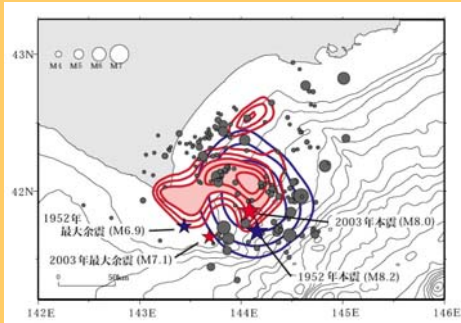 43N
M4 M5 M6 M7
42N
1952年
最大余震 (M6.9)
2003年本震(M8.0)
2003年最大余震 (M7.1)
1952年本震(M8.2)
0 50km
142E 143E 144E 145E 146E